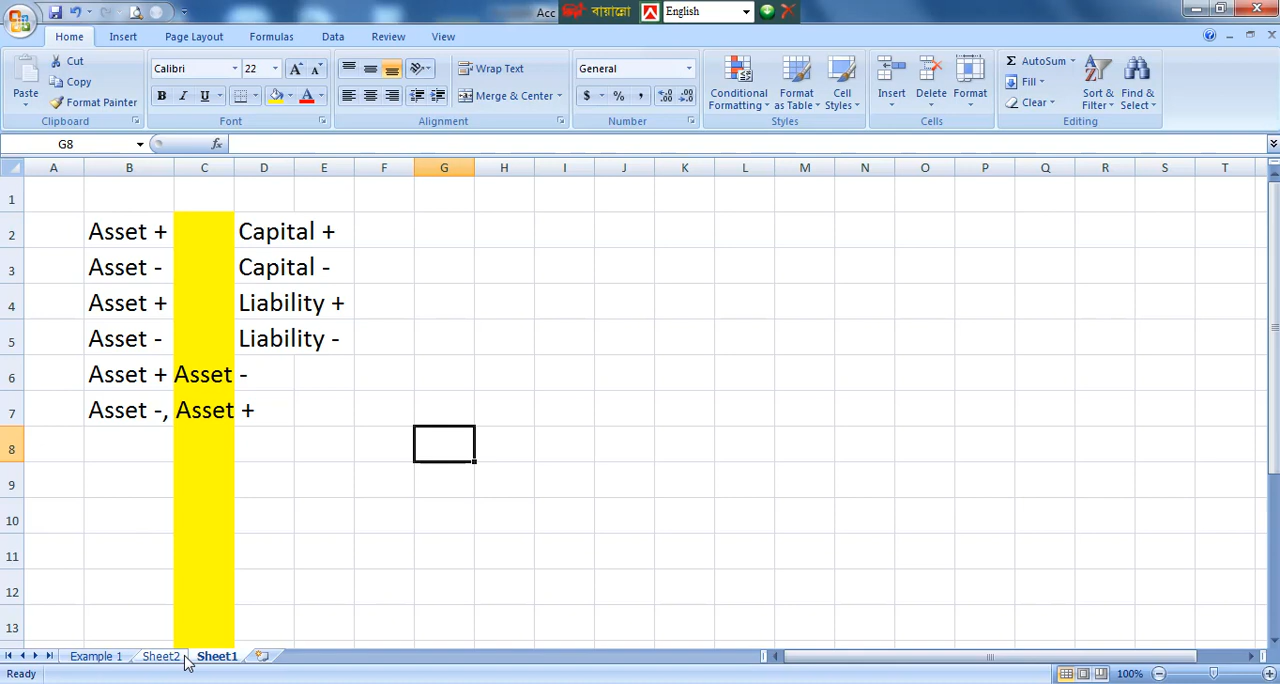 Acc বায়ান্নো English
Home Insert Page Layout Formulas Data Review View
Cut
Copy
Format Painter
Paste
Clipboard
Calibri 22
B I U
Font
Wrap Text
Merge & Center
Alignment
General
$ % ,
Number
Conditional Formatting
Format as Table
Cell Styles
Styles
Insert Delete Format
Cells
Σ AutoSum
Fill
Clear
Sort & Filter
Find & Select
Editing
G8 fx
A B C D E F G H I J K L M N O P Q R S T
1
2 Asset + Capital +
3 Asset - Capital -
4 Asset + Liability +
5 Asset - Liability -
6 Asset + Asset -
7 Asset -, Asset +
8
9
10
11
12
13
Example 1 Sheet2 Sheet1
Ready 100%